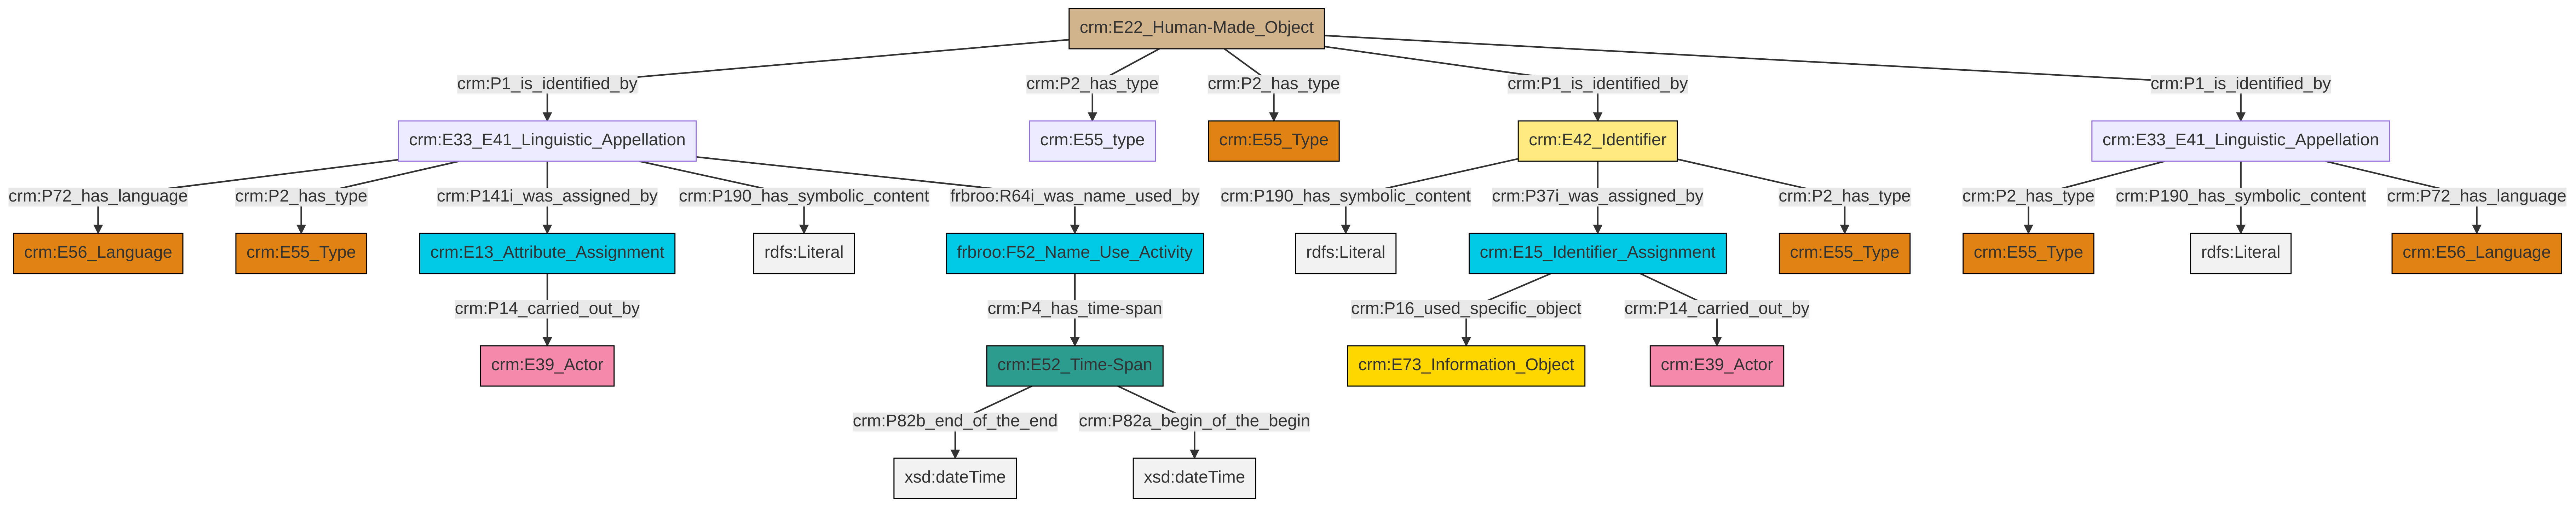 crm:E22_Human-Made_Object
crm:P1_is_identified_by
crm:P2_has_type
crm:P2_has_type
crm:P1_is_identified_by
crm:P1_is_identified_by
crm:E33_E41_Linguistic_Appellation
crm:E55_type
crm:E55_Type
crm:E42_Identifier
crm:E33_E41_Linguistic_Appellation
crm:P72_has_language
crm:P2_has_type
crm:P141i_was_assigned_by
crm:P190_has_symbolic_content
frbroo:R64i_was_name_used_by
crm:P190_has_symbolic_content
crm:P37i_was_assigned_by
crm:P2_has_type
crm:P2_has_type
crm:P190_has_symbolic_content
crm:P72_has_language
crm:E56_Language
crm:E55_Type
crm:E13_Attribute_Assignment
rdfs:Literal
frbroo:F52_Name_Use_Activity
rdfs:Literal
crm:E15_Identifier_Assignment
crm:E55_Type
crm:E55_Type
rdfs:Literal
crm:E56_Language
crm:P14_carried_out_by
crm:P4_has_time-span
crm:P16_used_specific_object
crm:P14_carried_out_by
crm:E39_Actor
crm:E52_Time-Span
crm:E73_Information_Object
crm:E39_Actor
crm:P82b_end_of_the_end
crm:P82a_begin_of_the_begin
xsd:dateTime
xsd:dateTime